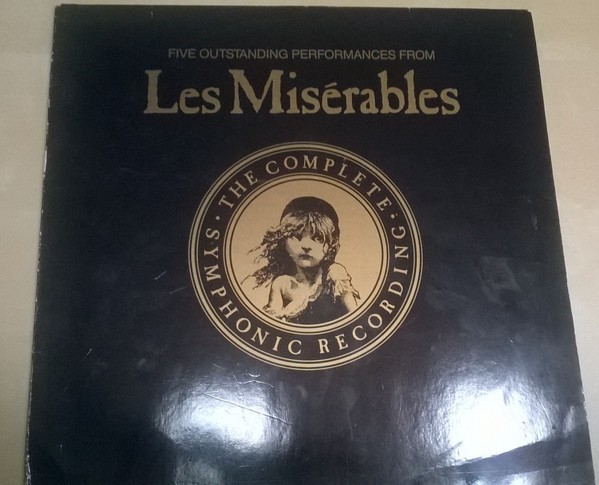 FIVE OUTSTANDING PERFORMANCES FROM
Les Misérables
THE COMPLETE
SYMPHONIC RECORDING